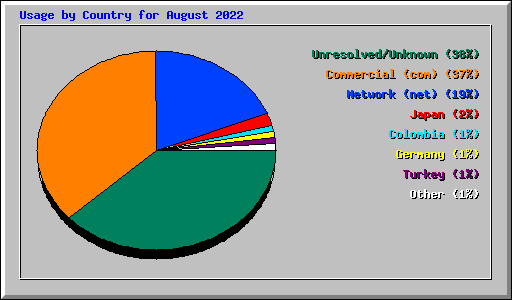 Usage by Country for August 2022
Unresolved/Unknown (38%)
Commercial (com) (37%)
Network (net) (19%)
Japan (2%)
Colombia (1%)
Germany (1%)
Turkey (1%)
Other (1%)